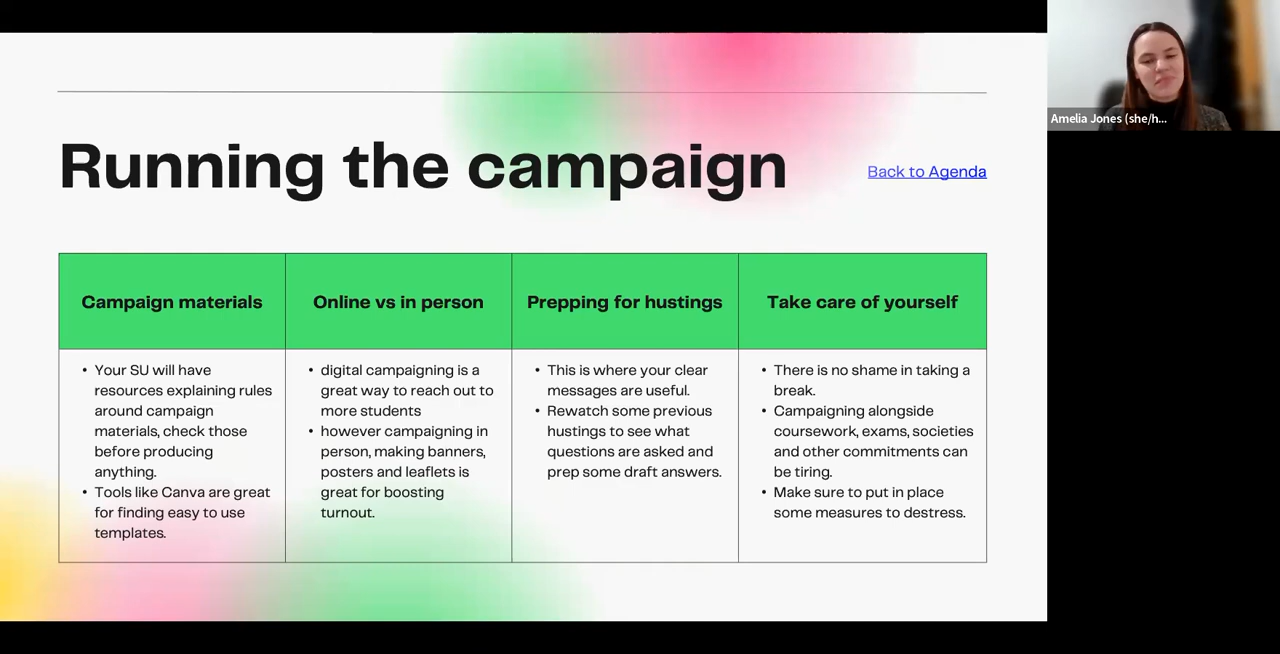 Amelia Jones (she/h...
Running the campaign
Back to Agenda
Campaign materials
Online vs in person
Prepping for hustings
Take care of yourself
• Your SU will have
resources explaining rules
around campaign
materials, check those
before producing
anything.
• Tools like Canva are great
for finding easy to use
templates.
• digital campaigning is a
great way to reach out to
more students
• however campaigning in
person, making banners,
posters and leaflets is
great for boosting
turnout.
• This is where your clear
messages are useful.
• Rewatch some previous
hustings to see what
questions are asked and
prep some draft answers.
• There is no shame in taking a
break.
• Campaigning alongside
coursework, exams, societies
and other commitments can
be tiring.
• Make sure to put in place
some measures to destress.